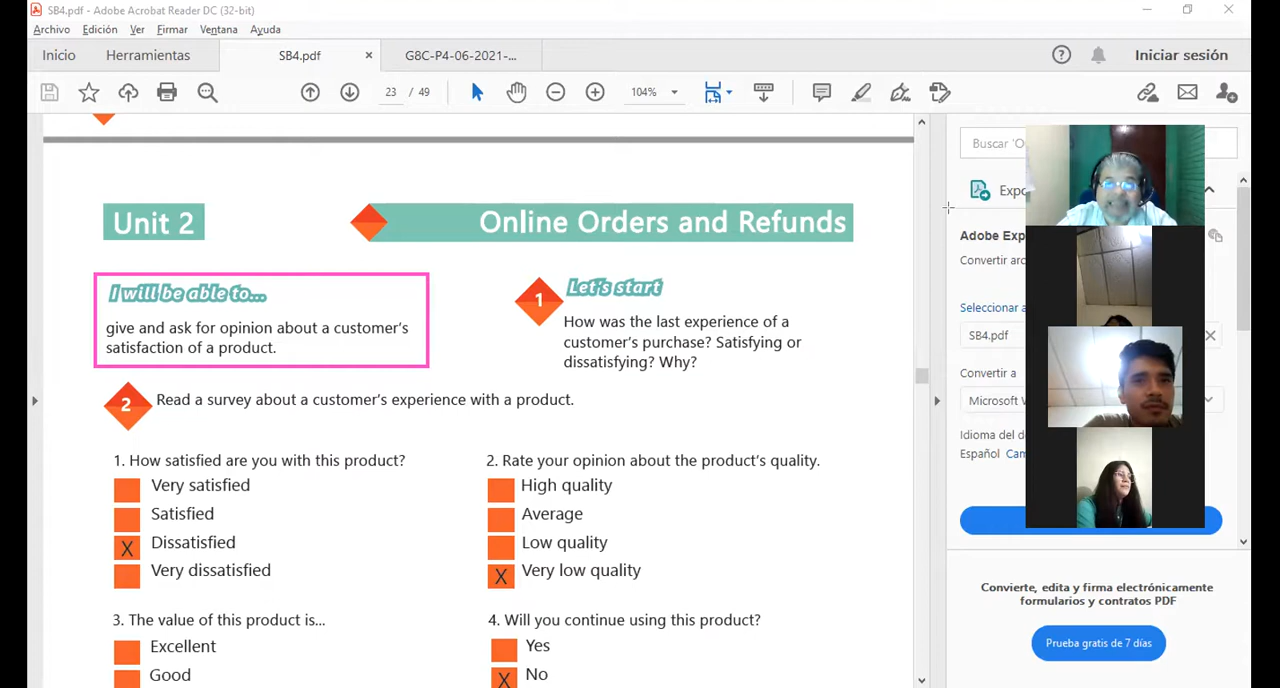 SB4.pdf - Adobe Acrobat Reader DC (32-bit)
Archivo Edición Ver Firmar Ventana Ayuda
Inicio Herramientas SB4.pdf × G8C-P4-06-2021-... Iniciar sesión
23 / 49 104%
Unit 2
Online Orders and Refunds
I will be able to...
give and ask for opinion about a customer's
satisfaction of a product.
1
Let's start
How was the last experience of a
customer's purchase? Satisfying or
dissatisfying? Why?
2 Read a survey about a customer's experience with a product.
1. How satisfied are you with this product?
Very satisfied
Satisfied
X Dissatisfied
Very dissatisfied
2. Rate your opinion about the product's quality.
High quality
Average
Low quality
X Very low quality
3. The value of this product is...
Excellent
Good
4. Will you continue using this product?
Yes
X No
Buscar 'O
Expo
Adobe Exp
Convertir arc
Seleccionar a
SB4.pdf
Convertir a
Microsoft W
Idioma del d
Español Cam
Convierte, edita y firma electrónicamente
formularios y contratos PDF
Prueba gratis de 7 días